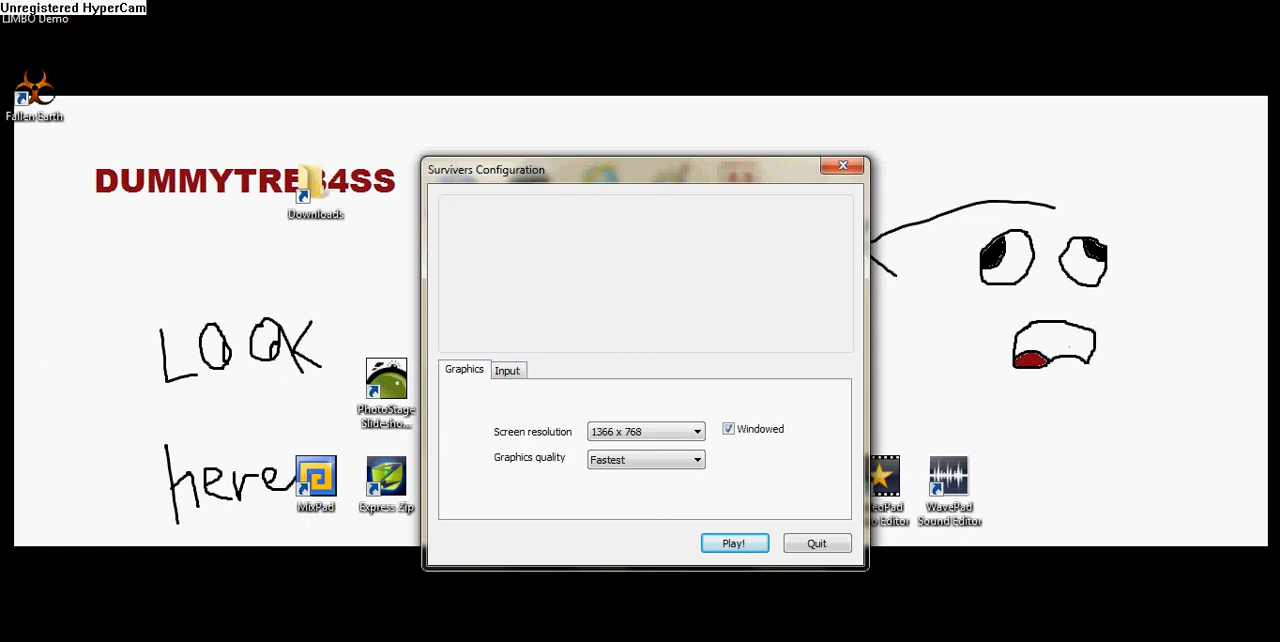 Unregistered HyperCam
LIMBO Demo
Fallen Earth
DUMMYTRE
4SS
Downloads
LOOK
here
PhotoStage
Slidesho...
MixPad
Express Zip
Survivers Configuration
Graphics
Input
Screen resolution
1366 x 768
Windowed
Graphics quality
Fastest
Play!
Quit
WavePad
Sound Editor